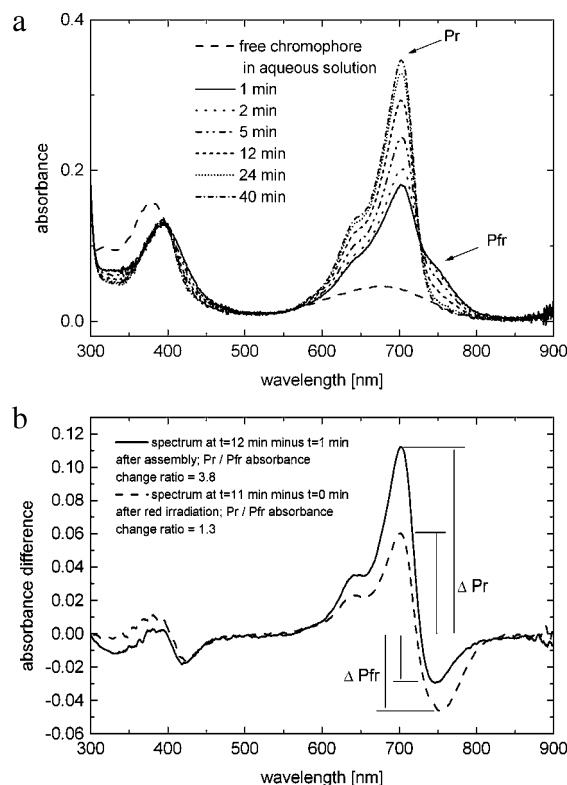 a
0.4
0.2
0.0
absorbance
free chromophore
in aqueous solution
1 min
2 min
5 min
12 min
24 min
40 min
Pr
Pfr
300 400 500 600 700 800 900
wavelength [nm]
b
0.12
0.10
0.08
0.06
0.04
0.02
0.00
-0.02
-0.04
-0.06
absorbance difference
spectrum at t=12 min minus t=1 min
after assembly; Pr / Pfr absorbance
change ratio = 3.8
spectrum at t=11 min minus t=0 min
after red irradiation; Pr / Pfr absorbance
change ratio = 1.3
Δ Pr
Δ Pfr
300 400 500 600 700 800 900
wavelength [nm]